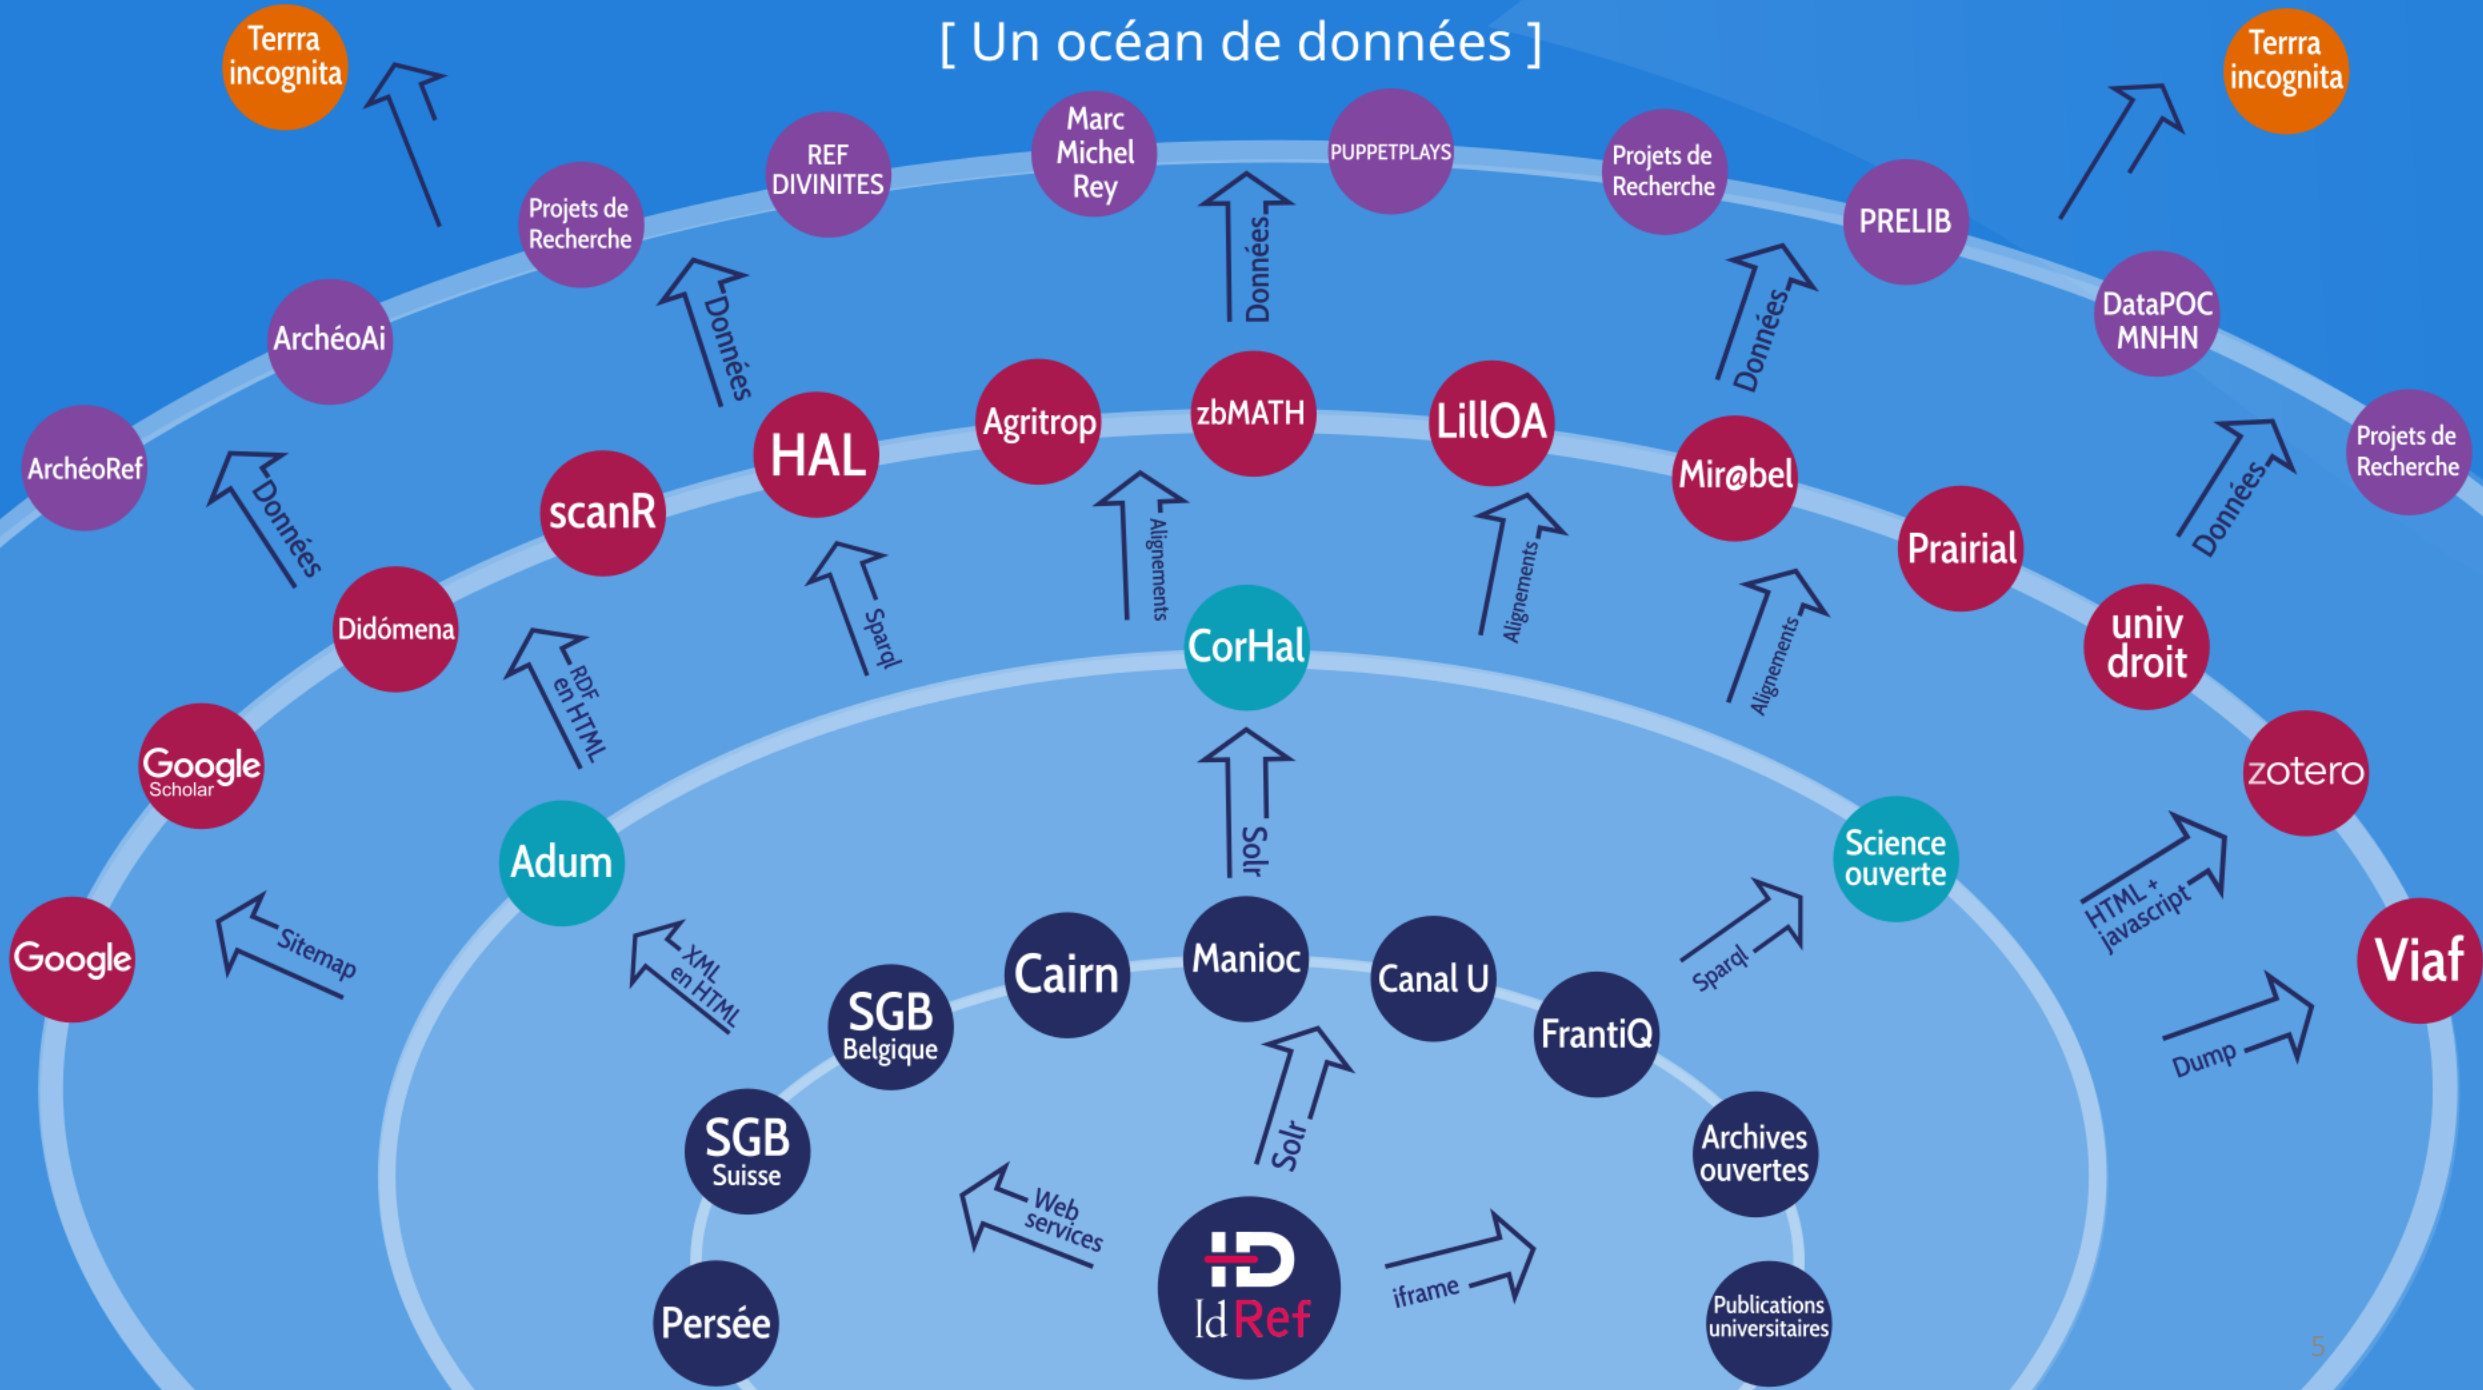 [ Un océan de données ]
Terrra
incognita
Terrra
incognita
Projets de
Recherche
REF
DIVINITES
Marc
Michel
Rey
PUPPETPLAYS
Projets de
Recherche
PRELIB
DataPOC
MNHN
Projets de
Recherche
ArchéoAi
ArchéoRef
Données
Données
Données
Données
Données
Google
Google
Scholar
Didómena
scanR
HAL
Agritrop
zbMATH
LillOA
Mir@bel
Prairial
univ
droit
zotero
Viaf
Sitemap
RDF
en HTML
Sparql
Alignements
Alignements
Alignements
HTML +
javascript
Dump
Adum
CorHal
Science
ouverte
XML
en HTML
Solr
Sparql
Persée
SGB
Suisse
SGB
Belgique
Cairn
Manioc
Canal U
FrantiQ
Archives
ouvertes
Publications
universitaires
Web
services
Solr
iframe
ID
IdRef
5